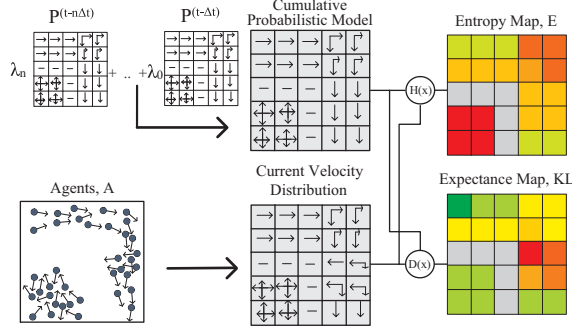 P(t-nΔt)
P(t-Δt)
Cumulative
Probabilistic Model
Entropy Map, E
λn
+ .. +λ0
H(x)
Agents, A
Current Velocity
Distribution
Expectance Map, KL
D(x)